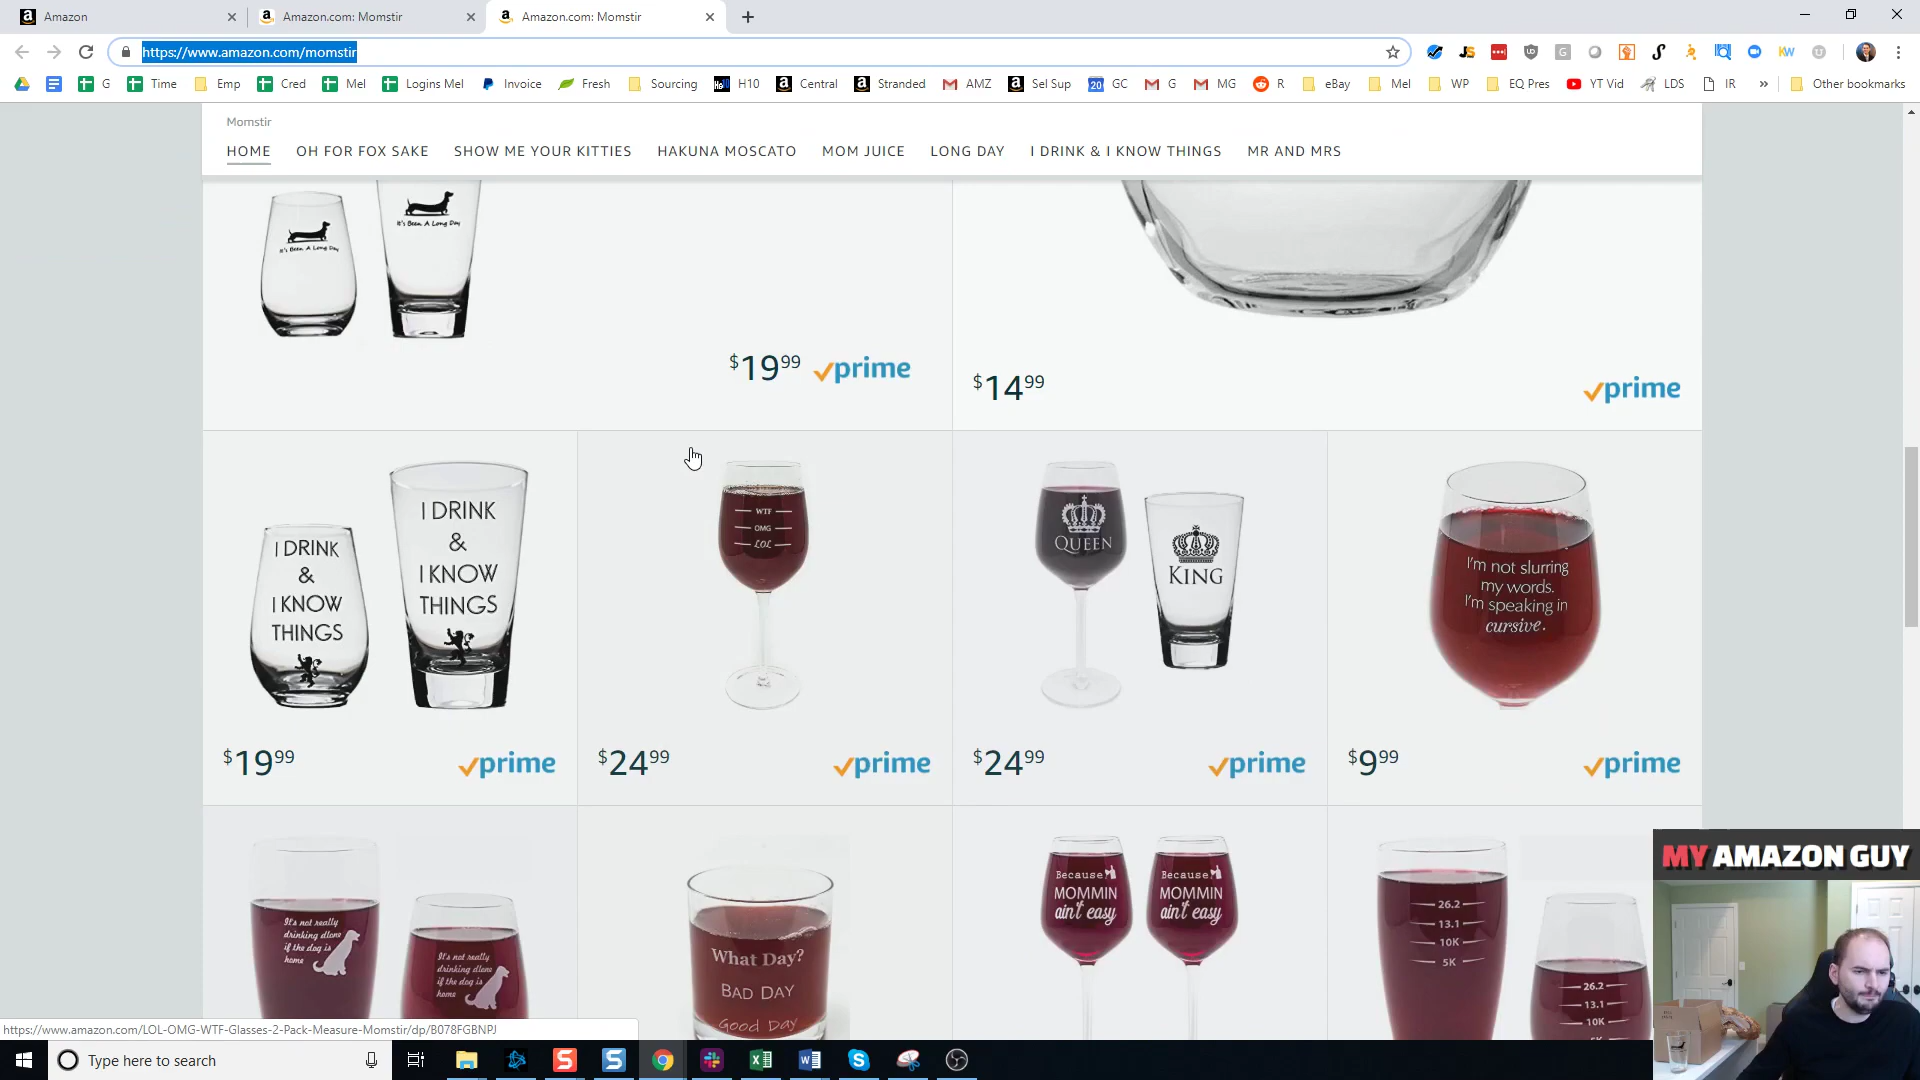 Amazon
Amazon.com: Momstir
Amazon.com: Momstir
https://www.amazon.com/momstir
G
Time
Emp
Cred
Mel
Logins Mel
Invoice
Fresh
Sourcing
H10
Central
Stranded
AMZ
Sel Sup
GC
G
MG
R
eBay
Mel
WP
EQ Pres
YT Vid
LDS
IR
»
Other bookmarks
Momstir
HOME
OH FOR FOX SAKE
SHOW ME YOUR KITTIES
HAKUNA MOSCATO
MOM JUICE
LONG DAY
I DRINK & I KNOW THINGS
MR AND MRS
It's Been A Long Day
It's Been A Long Day
$19 99 prime
$14 99 prime
I DRINK
&
I KNOW
THINGS
I DRINK
&
I KNOW
THINGS
$19 99 prime
WTF
OMG
LOL
$24 99 prime
QUEEN
KING
$24 99 prime
I'm not slurring
my words.
I'm speaking in
cursive.
$9 99 prime
It's not really
drinking alone
if the dog is
home
It's not really
drinking alone
if the dog is
home
What Day?
BAD DAY
Good Day
Because
MOMMIN
ain't easy
Because
MOMMIN
ain't easy
26.2
13.1
10K
5K
26.2
13.1
10K
MY AMAZON GUY
https://www.amazon.com/LOL-OMG-WTF-Glasses-2-Pack-Measure-Momstir/dp/B078FGBNPJ
Type here to search